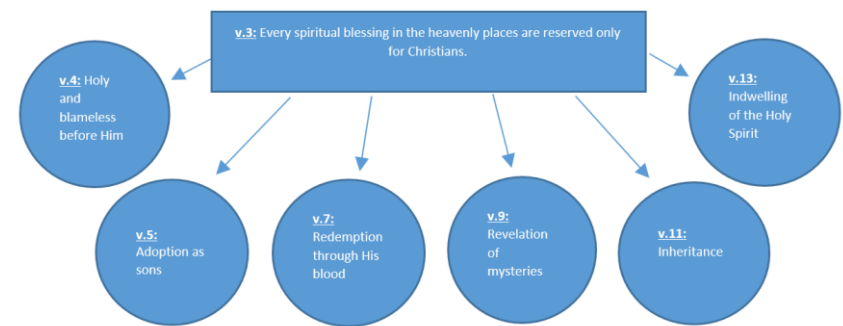 v.3: Every spiritual blessing in the heavenly places are reserved only
for Christians.
v.4: Holy
and
blameless
before Him
v.5:
Adoption as
sons
v.7:
Redemption
through His
blood
v.9:
Revelation
of
mysteries
v.11:
Inheritance
v.13:
Indwelling
of the Holy
Spirit